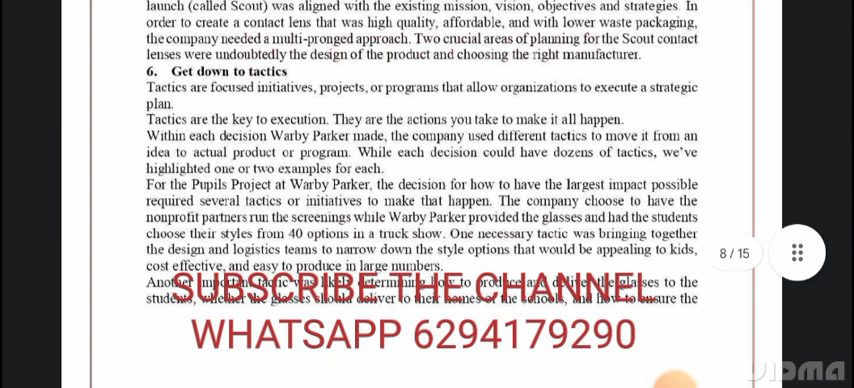 launch (called Scout) was aligned with the existing mission, vision, objectives and strategies. In
order to create a contact lens that was high quality, affordable, and with lower waste packaging,
the company needed a multi-pronged approach. Two crucial areas of planning for the Scout contact
lenses were undoubtedly the design of the product and choosing the right manufacturer.
6. Get down to tactics
Tactics are focused initiatives, projects, or programs that allow organizations to execute a strategic
plan.
Tactics are the key to execution. They are the actions you take to make it all happen.
Within each decision Warby Parker made, the company used different tactics to move it from an
idea to actual product or program. While each decision could have dozens of tactics, we've
highlighted one or two examples for each.
For the Pupils Project at Warby Parker, the decision for how to have the largest impact possible
required several tactics or initiatives to make that happen. The company choose to have the
nonprofit partners run the screenings while Warby Parker provided the glasses and had the students
choose their styles from 40 options in a truck show. One necessary tactic was bringing together
the design and logistics teams to narrow down the style options that would be appealing to kids,
cost effective, and easy to produce in large numbers.
Another important tactic was likely determining how to produce and deliver the glasses to the
students, whether the glasses should deliver to their homes of the schools, and how to ensure the
SUBSCRIBE THE CHANNEL
WHATSAPP 6294179290
8 / 15
VIDMA